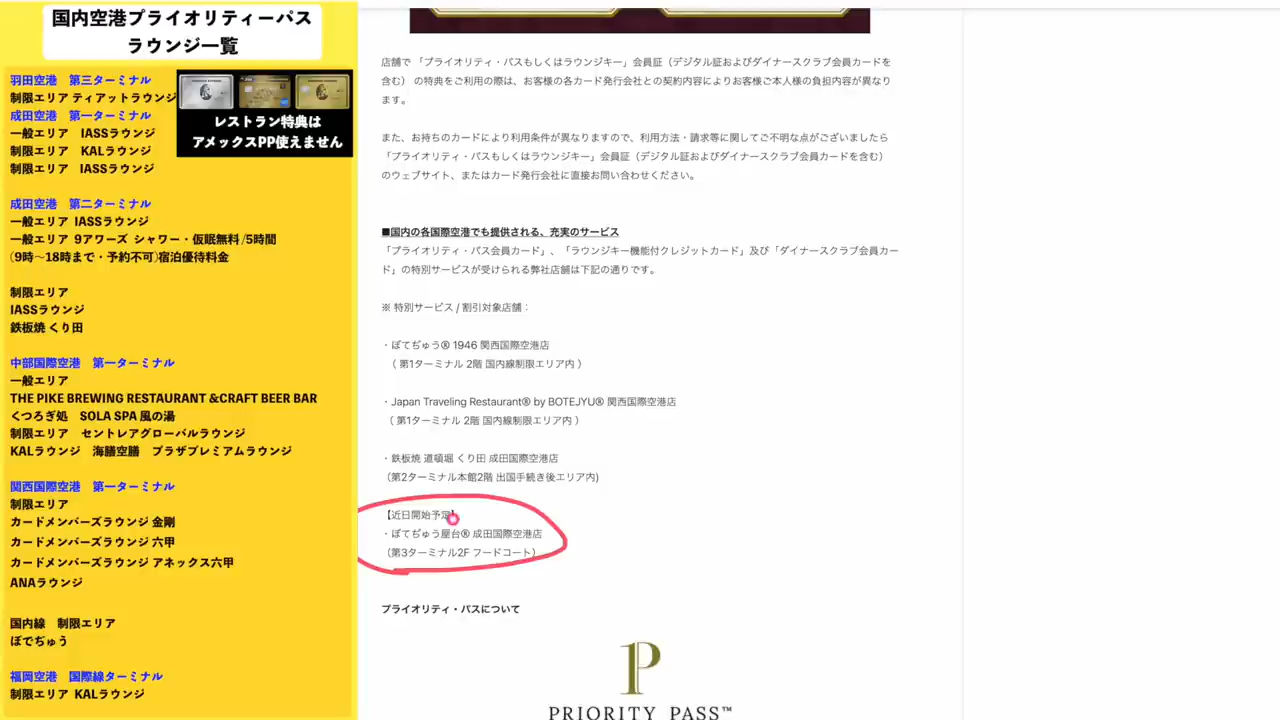 国内空港プライオリティーパス
ラウンジ一覧
羽田空港 第三ターミナル
制限エリア ティアットラウンジ
成田空港 第一ターミナル
一般エリア IASSラウンジ
制限エリア KALラウンジ
制限エリア IASSラウンジ
レストラン特典は
アメックスPP使えません
成田空港 第二ターミナル
一般エリア IASSラウンジ
一般エリア 9アワーズ シャワー・仮眠無料/5時間
(9時〜18時まで・予約不可)宿泊優待料金
制限エリア
IASSラウンジ
鉄板焼 くり田
中部国際空港 第一ターミナル
一般エリア
THE PIKE BREWING RESTAURANT &CRAFT BEER BAR
くつろぎ処 SOLA SPA 風の湯
制限エリア セントレアグローバルラウンジ
KALラウンジ 海膳空膳 プラザプレミアムラウンジ
関西国際空港 第一ターミナル
制限エリア
カードメンバーズラウンジ 金剛
カードメンバーズラウンジ 六甲
カードメンバーズラウンジ アネックス六甲
ANAラウンジ
国内線 制限エリア
ぼでぢゅう
福岡空港 国際線ターミナル
制限エリア KALラウンジ
店舗で 「プライオリティ・パスもしくはラウンジキー」会員証（デジタル証およびダイナースクラブ会員カードを
含む） の特典をご利用の際は、お客様の各カード発行会社との契約内容によりお客様ご本人様の負担内容が異なり
ます。
また、お持ちのカードにより利用条件が異なりますので、利用方法・請求等に関してご不明な点がございましたら
「プライオリティ・パスもしくはラウンジキー」会員証（デジタル証およびダイナースクラブ会員カードを含む）
のウェブサイト、またはカード発行会社に直接お問い合わせください。
■国内の各国際空港でも提供される、充実のサービス
「プライオリティ・パス会員カード」、「ラウンジキー機能付クレジットカード」及び「ダイナースクラブ会員カー
ド」の特別サービスが受けられる弊社店舗は下記の通りです。
※ 特別サービス / 割引対象店舗：
・ぼてぢゅう® 1946 関西国際空港店
（ 第1ターミナル 2階 国内線制限エリア内 ）
・Japan Traveling Restaurant® by BOTEJYU® 関西国際空港店
（ 第1ターミナル 2階 国内線制限エリア内 ）
・鉄板焼 道頓堀 くり田 成田国際空港店
（第2ターミナル本館2階 出国手続き後エリア内)
【近日開始予定】
・ぼてぢゅう屋台® 成田国際空港店
（第3ターミナル2F フードコート）
プライオリティ・パスについて
PRIORITY PASS™